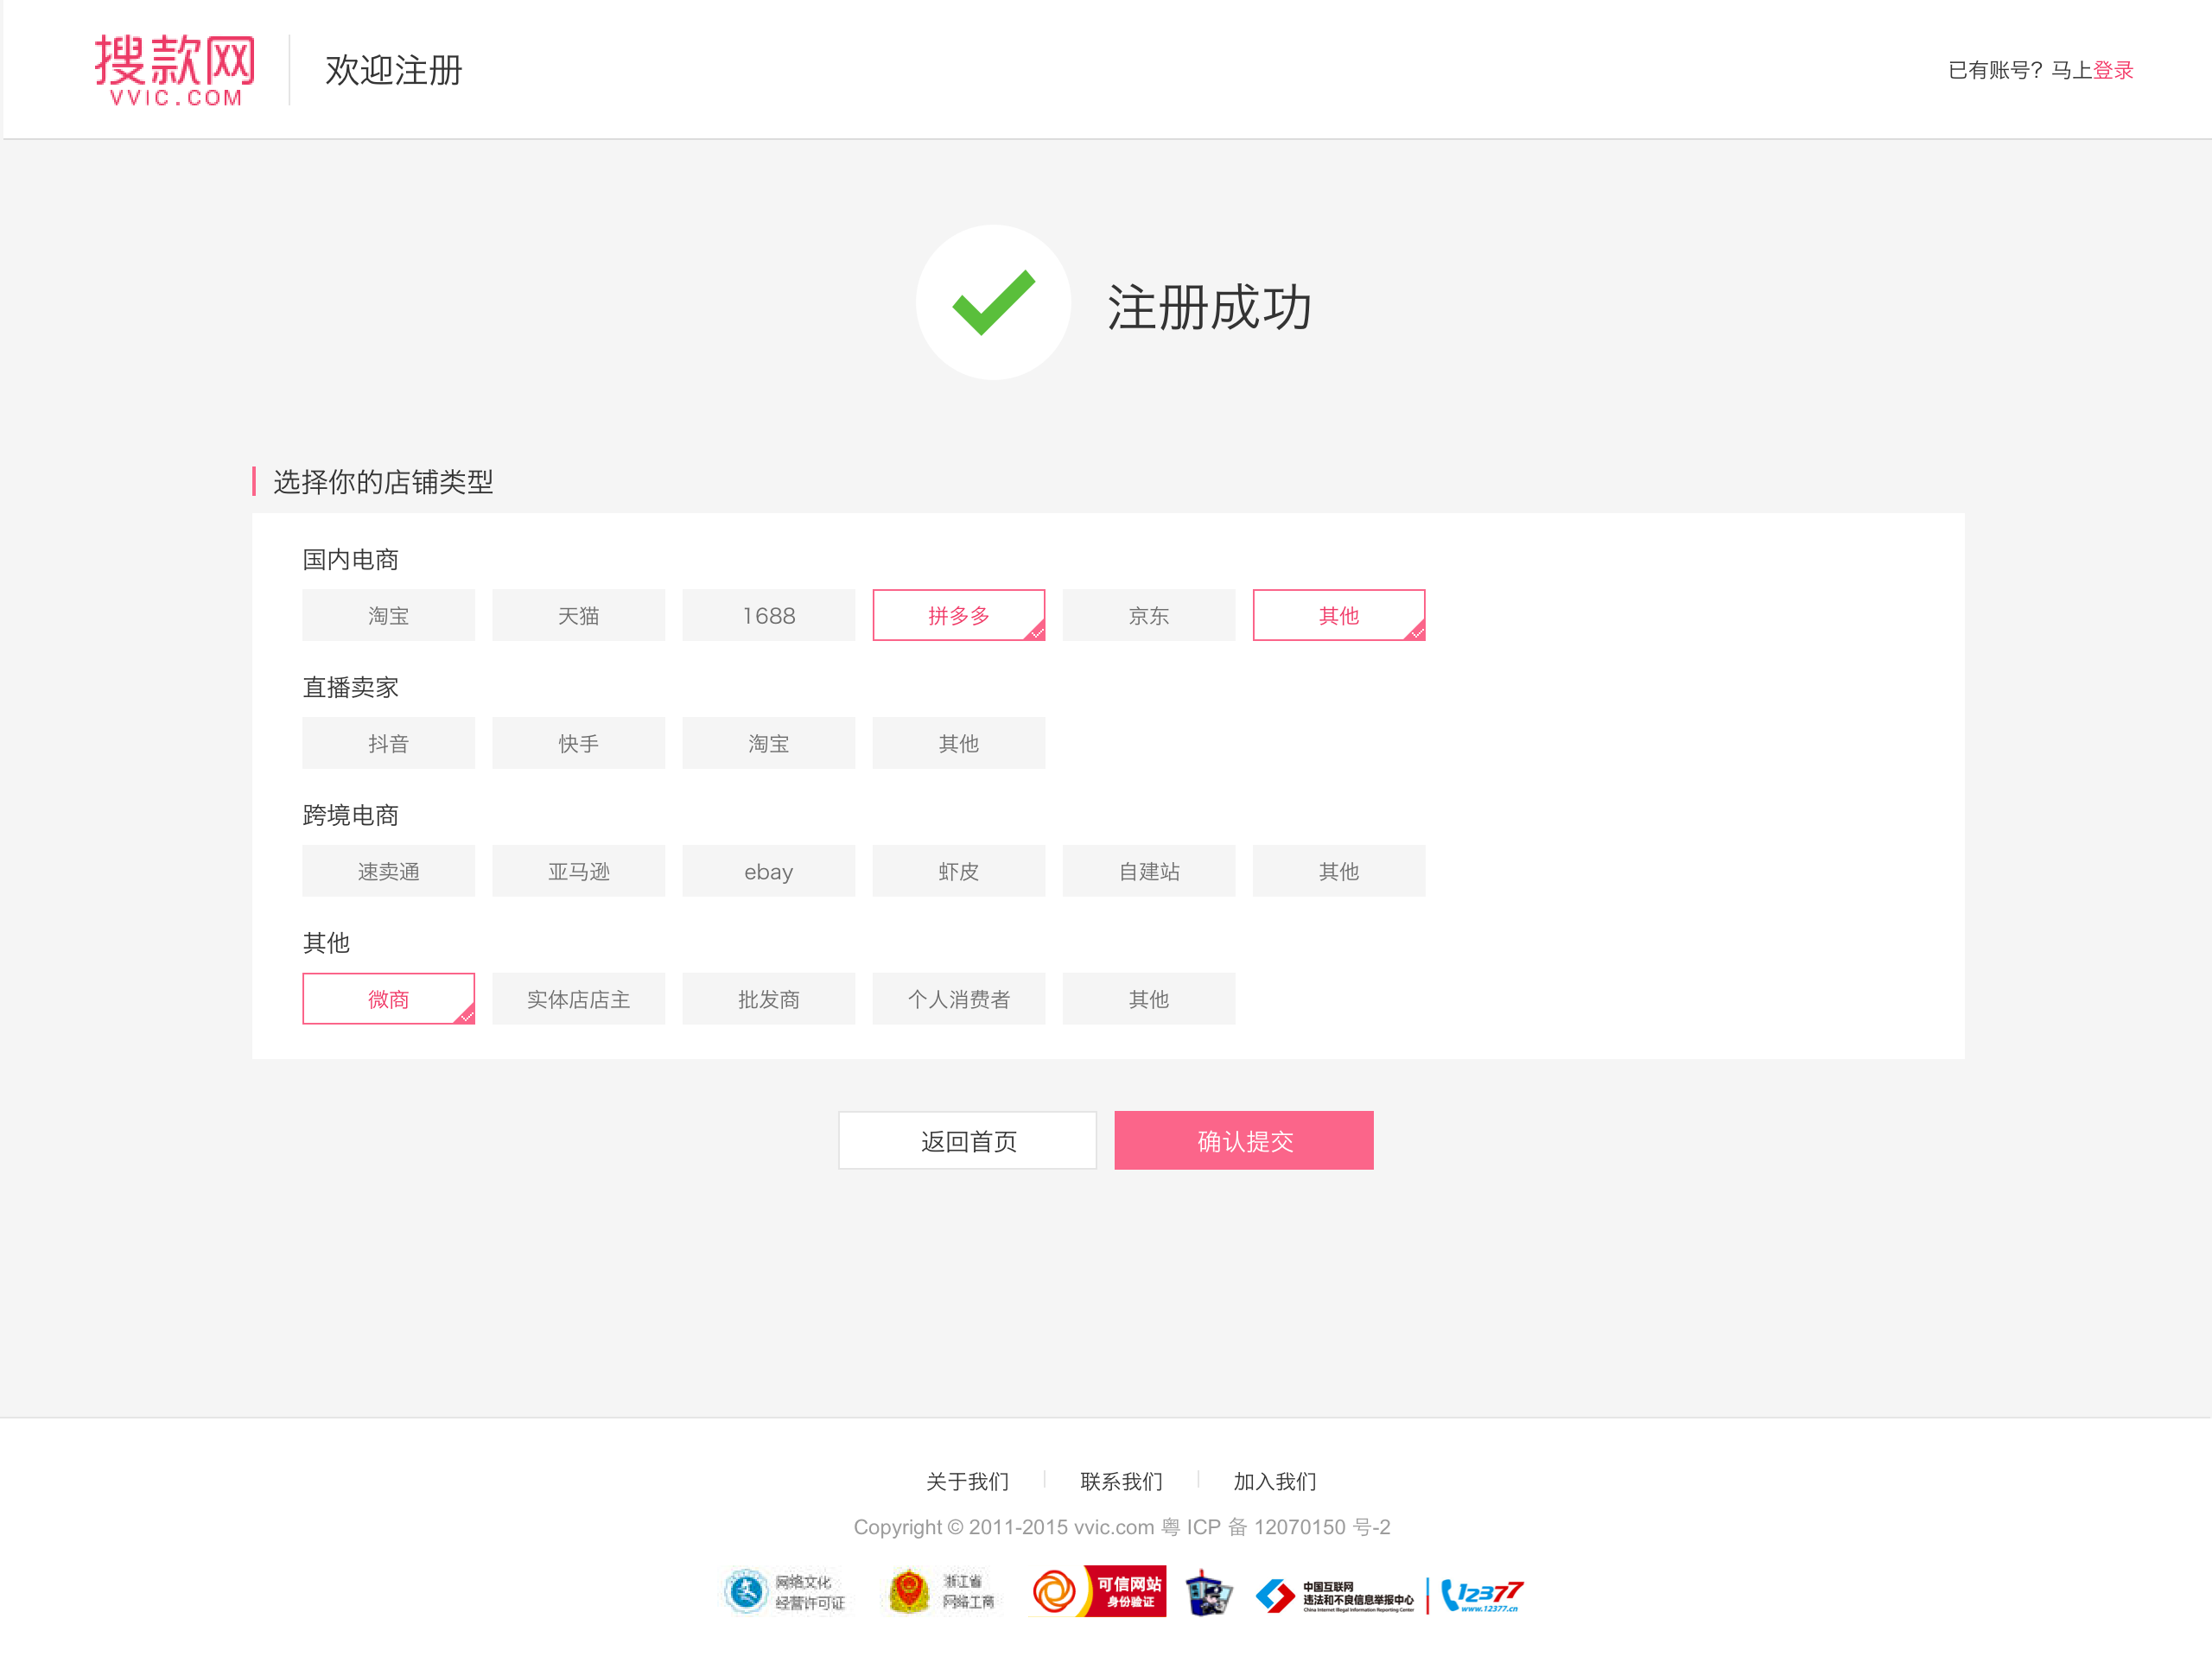 搜款网
VVIC.COM
欢迎注册
已有账号？马上登录
注册成功
选择你的店铺类型
国内电商
淘宝 天猫 1688 拼多多 京东 其他
直播卖家
抖音 快手 淘宝 其他
跨境电商
速卖通 亚马逊 ebay 虾皮 自建站 其他
其他
微商 实体店店主 批发商 个人消费者 其他
返回首页 确认提交
关于我们 联系我们 加入我们
Copyright © 2011-2015 vvic.com 粤 ICP 备 12070150 号-2
网络文化
经营许可证
浙江省
网络工商
可信网站
身份验证
中国互联网
违法和不良信息举报中心
China Internet Illegal Information Reporting Center
12377
www.12377.cn